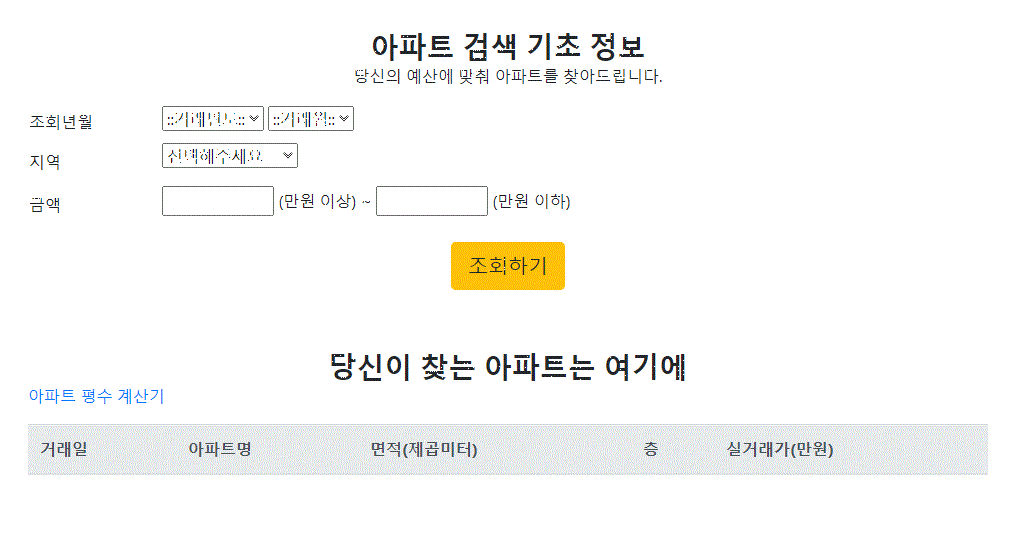 아파트 검색 기초 정보
당신의 예산에 맞춰 아파트를 찾아드립니다.
조회년월 ::거래년도:: ::거래월::
지역 선택해주세요.
금액 (만원 이상) ~ (만원 이하)
조회하기
당신이 찾는 아파트는 여기에
아파트 평수 계산기
거래일 아파트명 면적(제곱미터) 층 실거래가(만원)